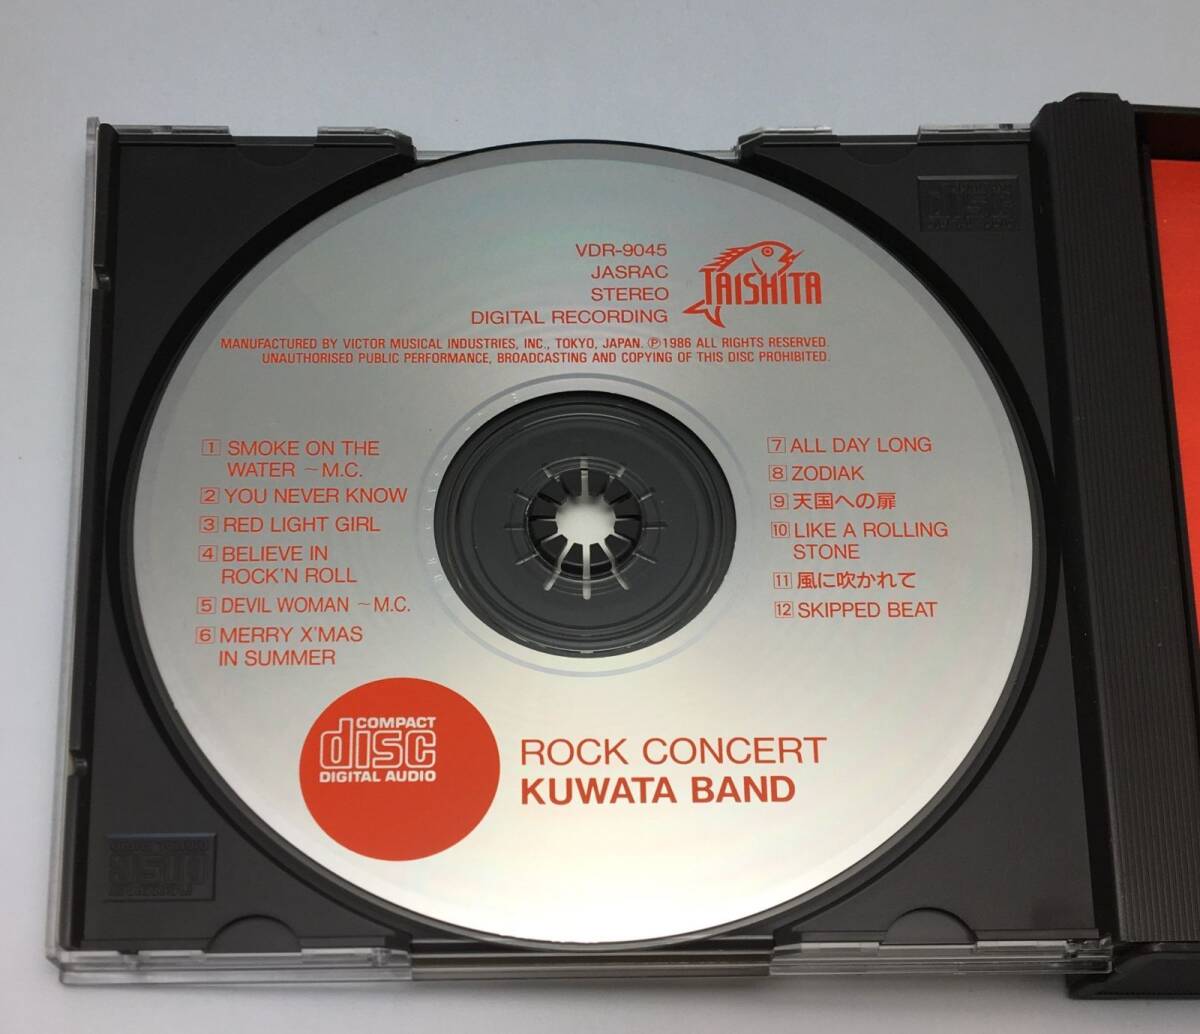 VDR-9045
JASRAC
STEREO
DIGITAL RECORDING
TAISHITA
MANUFACTURED BY VICTOR MUSICAL INDUSTRIES, INC., TOKYO, JAPAN. ℗1986 ALL RIGHTS RESERVED.
UNAUTHORISED PUBLIC PERFORMANCE, BROADCASTING AND COPYING OF THIS DISC PROHIBITED.
1 SMOKE ON THE
WATER ~M.C.
2 YOU NEVER KNOW
3 RED LIGHT GIRL
4 BELIEVE IN
ROCK'N ROLL
5 DEVIL WOMAN ~M.C.
6 MERRY X'MAS
IN SUMMER
7 ALL DAY LONG
8 ZODIAK
9 天国への扉
10 LIKE A ROLLING
STONE
11 風に吹かれて
12 SKIPPED BEAT
COMPACT
disc
DIGITAL AUDIO
ROCK CONCERT
KUWATA BAND